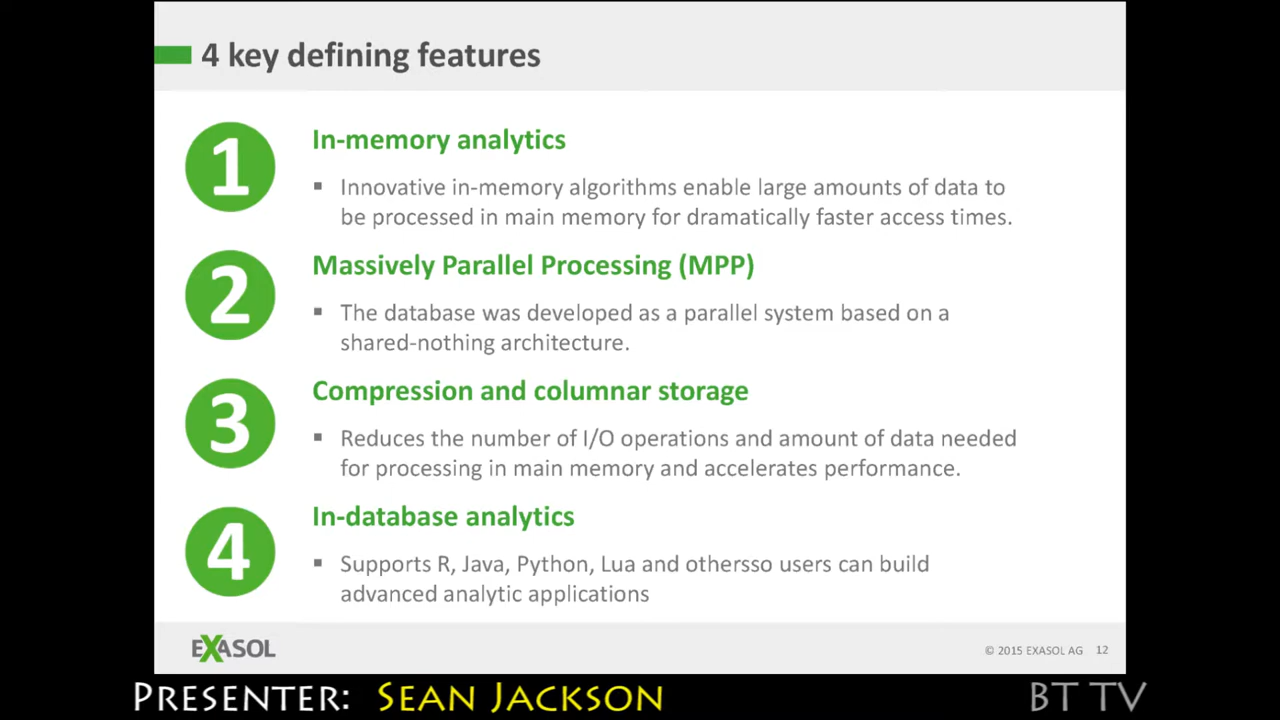 4 key defining features
1
In-memory analytics
▪ Innovative in-memory algorithms enable large amounts of data to
be processed in main memory for dramatically faster access times.
2
Massively Parallel Processing (MPP)
▪ The database was developed as a parallel system based on a
shared-nothing architecture.
3
Compression and columnar storage
▪ Reduces the number of I/O operations and amount of data needed
for processing in main memory and accelerates performance.
4
In-database analytics
▪ Supports R, Java, Python, Lua and othersso users can build
advanced analytic applications
EXASOL
© 2015 EXASOL AG 12
Presenter: Sean Jackson
BT TV